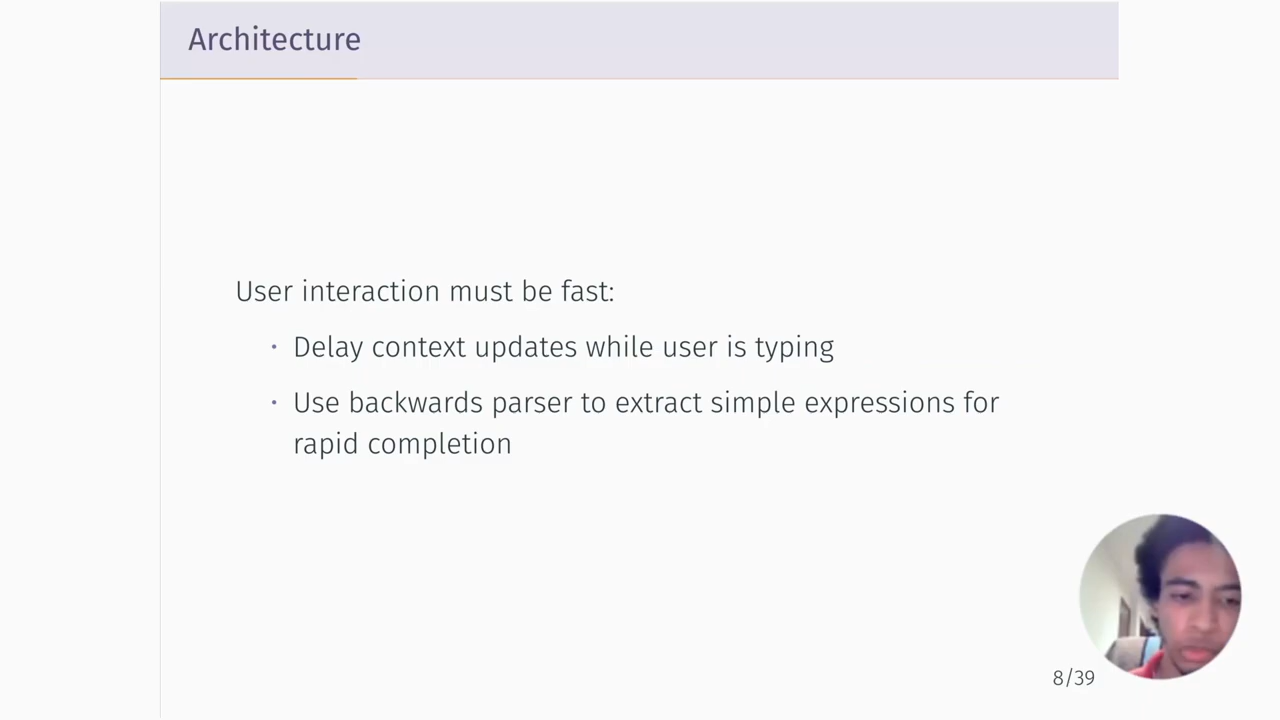 Architecture
User interaction must be fast:
• Delay context updates while user is typing
• Use backwards parser to extract simple expressions for
rapid completion
8/39